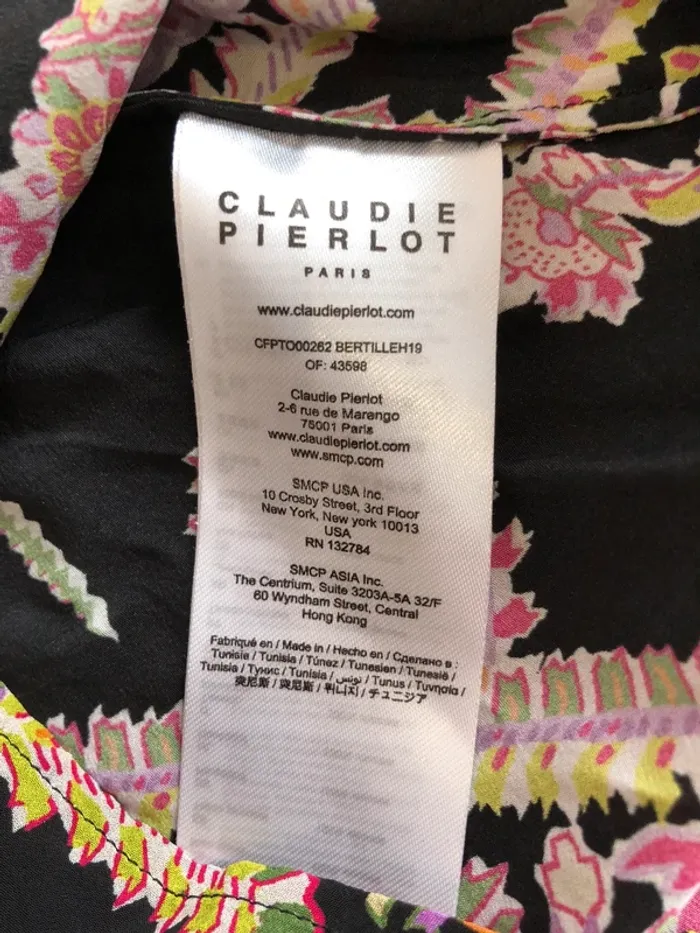 CLAUDIE
PIERLOT
PARIS
www.claudiepierlot.com
CFPTO00262 BERTILLEH19
OF: 43598
Claudie Pierlot
2-6 rue de Marango
75001 Paris
www.claudiepierlot.com
www.smcp.com
SMCP USA Inc.
10 Crosby Street, 3rd Floor
New York, New york 10013
USA
RN 132784
SMCP ASIA Inc.
The Centrium, Suite 3203A-5A 32/F
60 Wyndham Street, Central
Hong Kong
Fabriqué en / Made in / Hecho en / Сделано в :
Tunisie / Tunisia / Túnez / Tunesien / Tunesië /
Tunisia / Тунис / Tunisia / تونس / Tunus / Τυνησία /
突尼斯 / 突尼斯 / 튀니지 / チュニジア